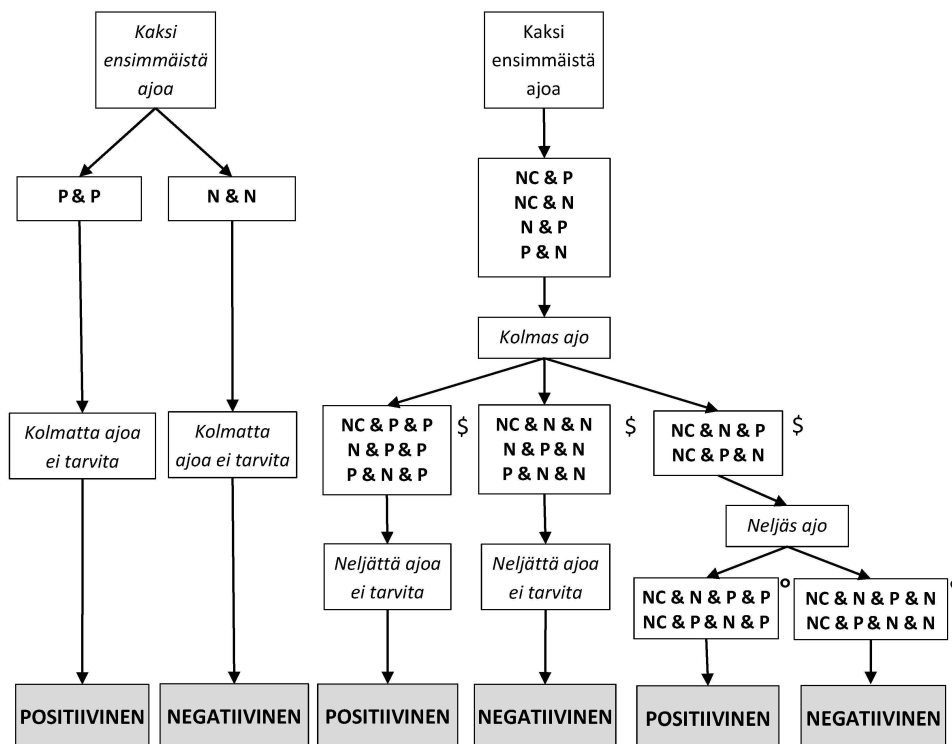 Kaksi
ensimmäistä
ajoa
Kaksi
ensimmäistä
ajoa
P & P
N & N
NC & P
NC & N
N & P
P & N
Kolmas ajo
Kolmatta ajoa
ei tarvita
Kolmatta
ajoa ei tarvita
NC & P & P
N & P & P
P & N & P
$
NC & N & N
N & P & N
P & N & N
$
NC & N & P
NC & P & N
$
Neljäs ajo
Neljättä ajoa
ei tarvita
Neljättä ajoa
ei tarvita
NC & N & P & P
NC & P & N & P
°
NC & N & P & N
NC & P & N & N
°
POSITIIVINEN
NEGATIIVINEN
POSITIIVINEN
NEGATIIVINEN
POSITIIVINEN
NEGATIIVINEN